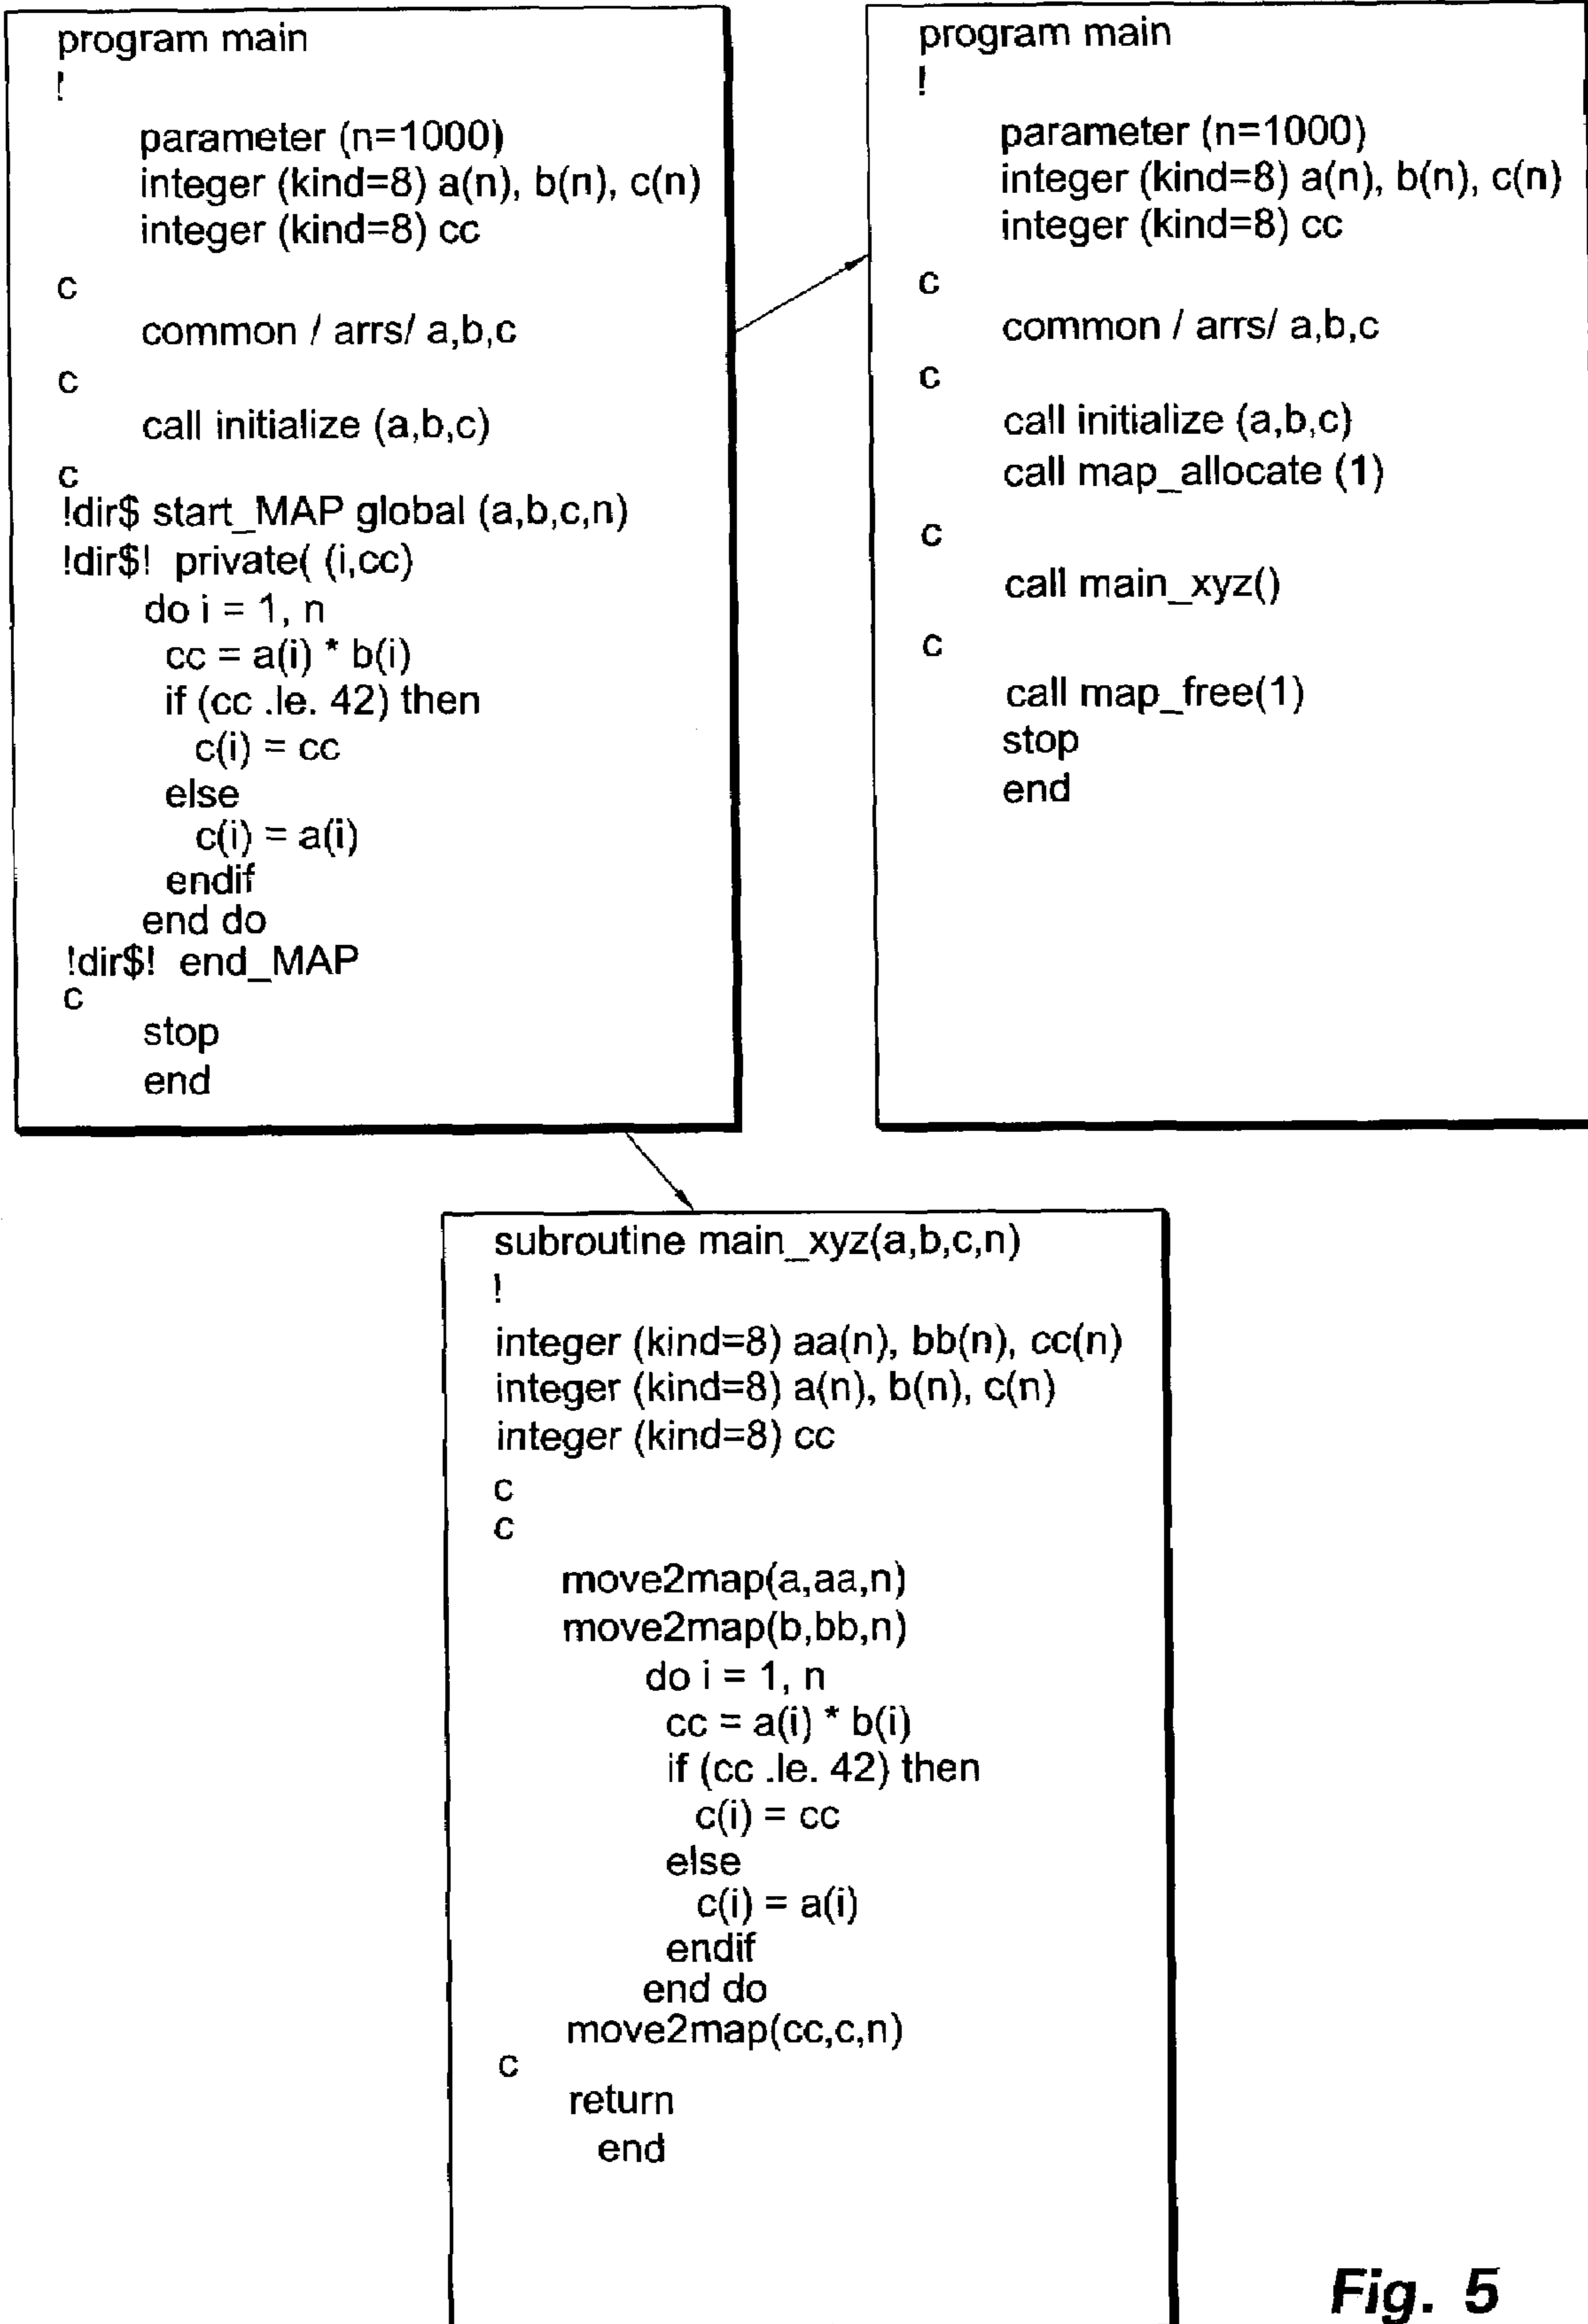 program main
!
parameter (n=1000)
integer (kind=8) a(n), b(n), c(n)
integer (kind=8) cc
c
common / arrs/ a,b,c
c
call initialize (a,b,c)
c
!dir$ start_MAP global (a,b,c,n)
!dir$! private( (i,cc)
do i = 1, n
cc = a(i) * b(i)
if (cc .le. 42) then
c(i) = cc
else
c(i) = a(i)
endif
end do
!dir$! end_MAP
c
stop
end
program main
!
parameter (n=1000)
integer (kind=8) a(n), b(n), c(n)
integer (kind=8) cc
c
common / arrs/ a,b,c
c
call initialize (a,b,c)
call map_allocate (1)
c
call main_xyz()
c
call map_free(1)
stop
end
subroutine main_xyz(a,b,c,n)
!
integer (kind=8) aa(n), bb(n), cc(n)
integer (kind=8) a(n), b(n), c(n)
integer (kind=8) cc
c
c
move2map(a,aa,n)
move2map(b,bb,n)
do i = 1, n
cc = a(i) * b(i)
if (cc .le. 42) then
c(i) = cc
else
c(i) = a(i)
endif
end do
move2map(cc,c,n)
c
return
end
Fig. 5